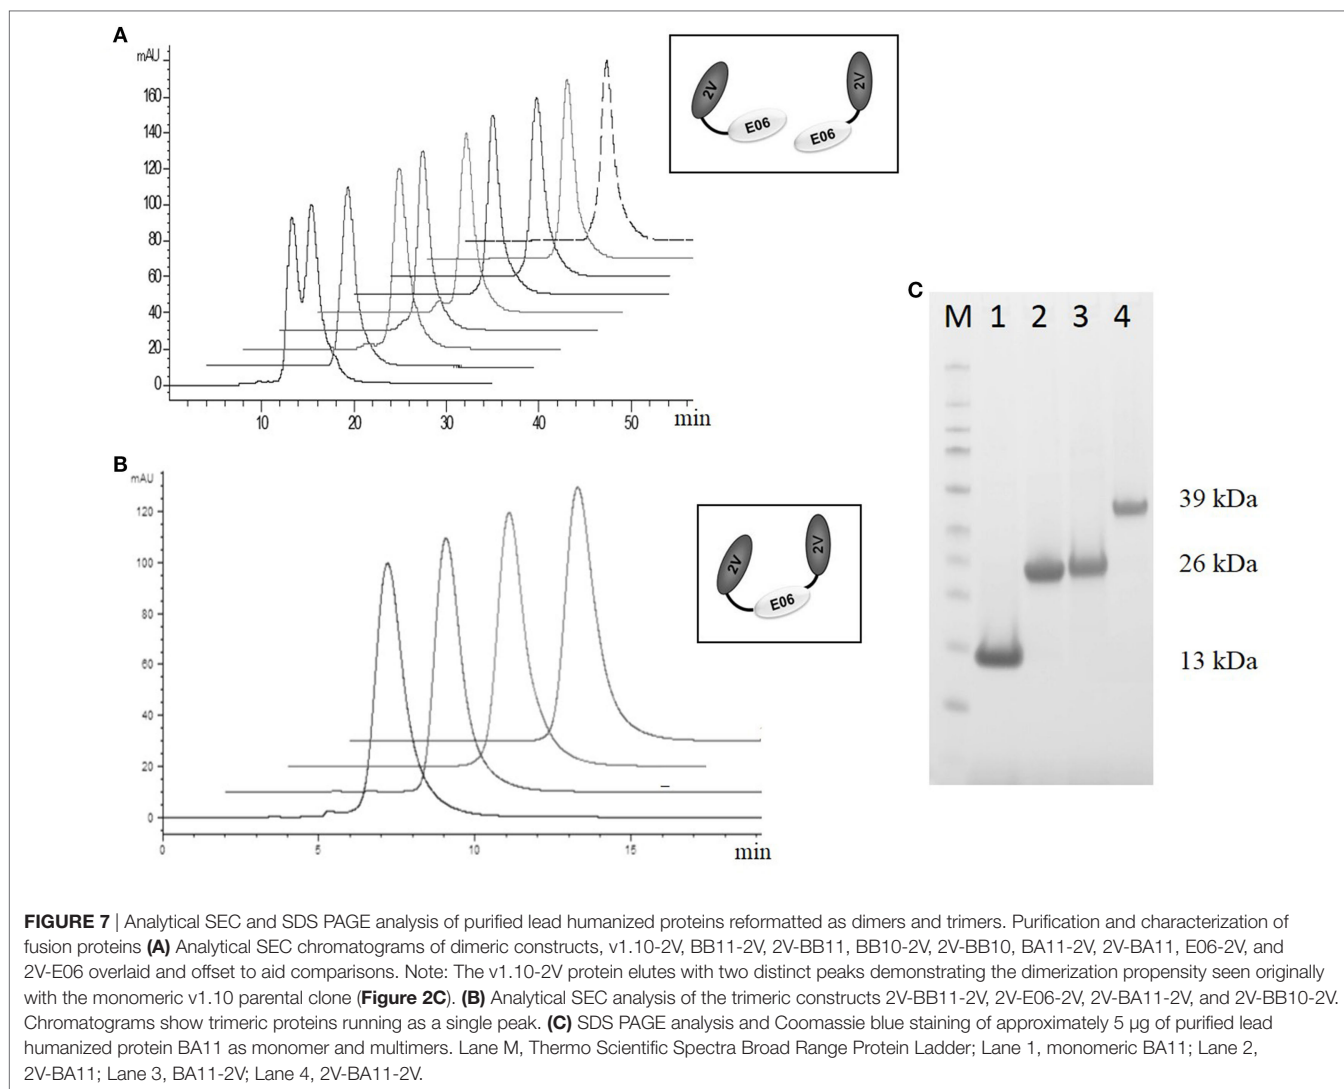 A
mAU
160
140
120
100
80
60
40
20
0
10
20
30
40
50
min
2V
E06
E06
2V
B
mAU
120
100
80
60
40
20
0
0
5
10
15
min
2V
E06
2V
C
M 1 2 3 4
39 kDa
26 kDa
13 kDa
FIGURE 7 | Analytical SEC and SDS PAGE analysis of purified lead humanized proteins reformatted as dimers and trimers. Purification and characterization of
fusion proteins (A) Analytical SEC chromatograms of dimeric constructs, v1.10-2V, BB11-2V, 2V-BB11, BB10-2V, 2V-BB10, BA11-2V, 2V-BA11, E06-2V, and
2V-E06 overlaid and offset to aid comparisons. Note: The v1.10-2V protein elutes with two distinct peaks demonstrating the dimerization propensity seen originally
with the monomeric v1.10 parental clone (Figure 2C). (B) Analytical SEC analysis of the trimeric constructs 2V-BB11-2V, 2V-E06-2V, 2V-BA11-2V, and 2V-BB10-2V.
Chromatograms show trimeric proteins running as a single peak. (C) SDS PAGE analysis and Coomassie blue staining of approximately 5 µg of purified lead
humanized protein BA11 as monomer and multimers. Lane M, Thermo Scientific Spectra Broad Range Protein Ladder; Lane 1, monomeric BA11; Lane 2,
2V-BA11; Lane 3, BA11-2V; Lane 4, 2V-BA11-2V.